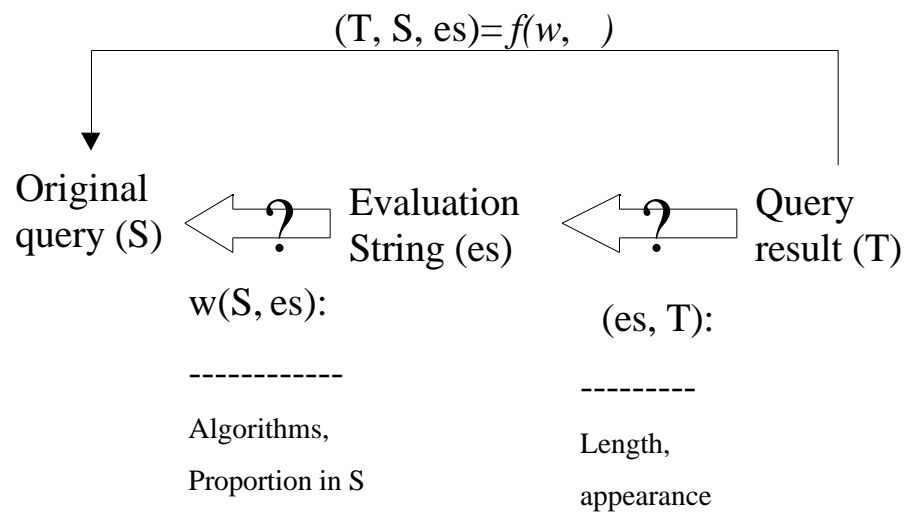 (T, S, es)=f(w, )
Original
query (S)
?
Evaluation
String (es)
?
Query
result (T)
w(S, es):
------------
Algorithms,
Proportion in S
(es, T):
---------
Length,
appearance